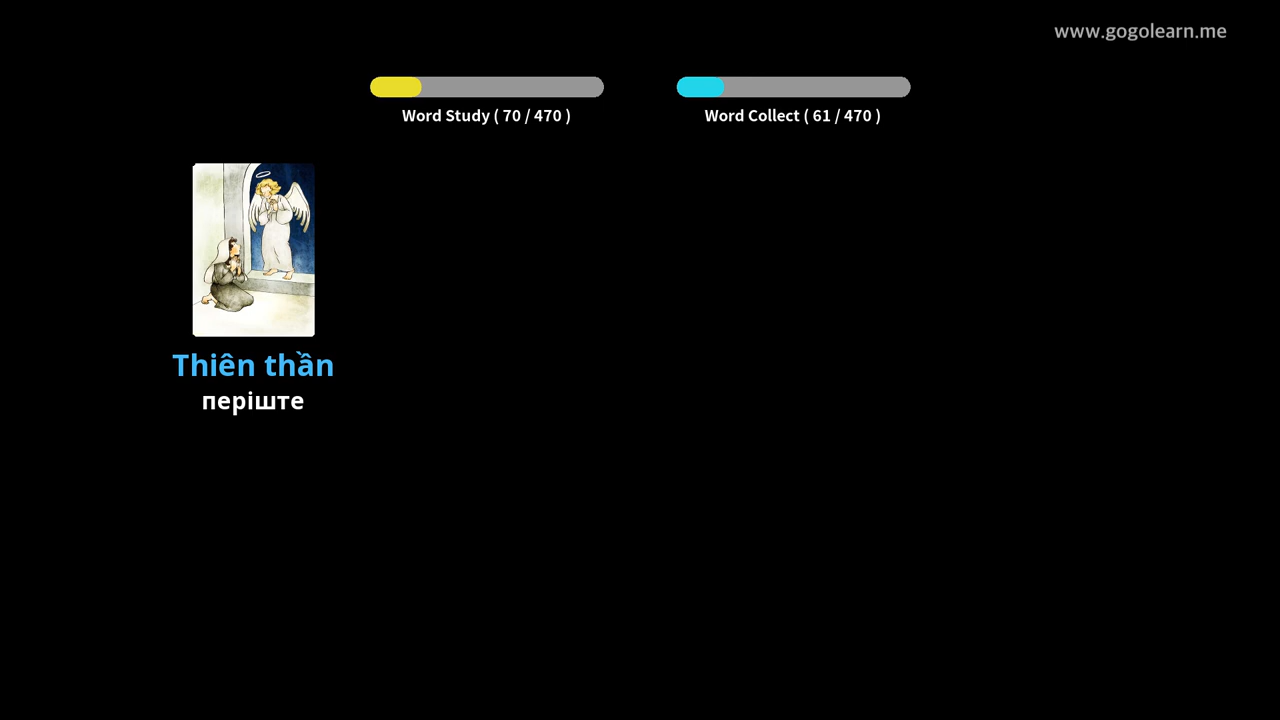 www.gogolearn.me
Word Study ( 70 / 470 )
Word Collect ( 61 / 470 )
Thiên thần
періште